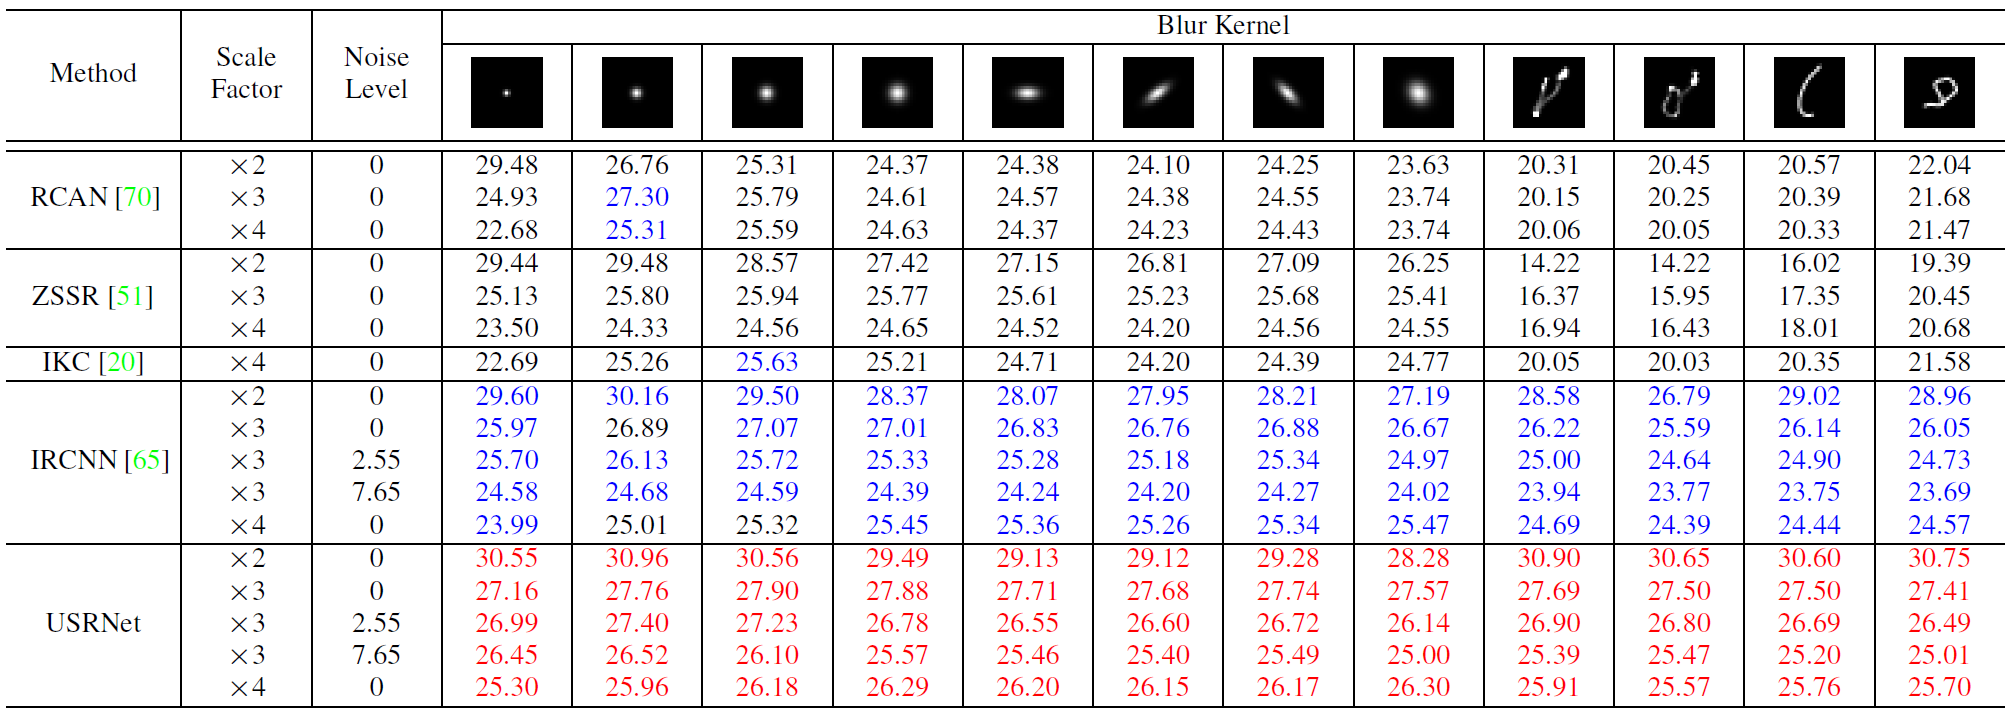 Blur Kernel
Method Scale Factor Noise Level
×2 0 29.48 26.76 25.31 24.37 24.38 24.10 24.25 23.63 20.31 20.45 20.57 22.04
RCAN [70] ×3 0 24.93 27.30 25.79 24.61 24.57 24.38 24.55 23.74 20.15 20.25 20.39 21.68
×4 0 22.68 25.31 25.59 24.63 24.37 24.23 24.43 23.74 20.06 20.05 20.33 21.47
×2 0 29.44 29.48 28.57 27.42 27.15 26.81 27.09 26.25 14.22 14.22 16.02 19.39
ZSSR [51] ×3 0 25.13 25.80 25.94 25.77 25.61 25.23 25.68 25.41 16.37 15.95 17.35 20.45
×4 0 23.50 24.33 24.56 24.65 24.52 24.20 24.56 24.55 16.94 16.43 18.01 20.68
IKC [20] ×4 0 22.69 25.26 25.63 25.21 24.71 24.20 24.39 24.77 20.05 20.03 20.35 21.58
×2 0 29.60 30.16 29.50 28.37 28.07 27.95 28.21 27.19 28.58 26.79 29.02 28.96
×3 0 25.97 26.89 27.07 27.01 26.83 26.76 26.88 26.67 26.22 25.59 26.14 26.05
IRCNN [65] ×3 2.55 25.70 26.13 25.72 25.33 25.28 25.18 25.34 24.97 25.00 24.64 24.90 24.73
×3 7.65 24.58 24.68 24.59 24.39 24.24 24.20 24.27 24.02 23.94 23.77 23.75 23.69
×4 0 23.99 25.01 25.32 25.45 25.36 25.26 25.34 25.47 24.69 24.39 24.44 24.57
×2 0 30.55 30.96 30.56 29.49 29.13 29.12 29.28 28.28 30.90 30.65 30.60 30.75
×3 0 27.16 27.76 27.90 27.88 27.71 27.68 27.74 27.57 27.69 27.50 27.50 27.41
USRNet ×3 2.55 26.99 27.40 27.23 26.78 26.55 26.60 26.72 26.14 26.90 26.80 26.69 26.49
×3 7.65 26.45 26.52 26.10 25.57 25.46 25.40 25.49 25.00 25.39 25.47 25.20 25.01
×4 0 25.30 25.96 26.18 26.29 26.20 26.15 26.17 26.30 25.91 25.57 25.76 25.70